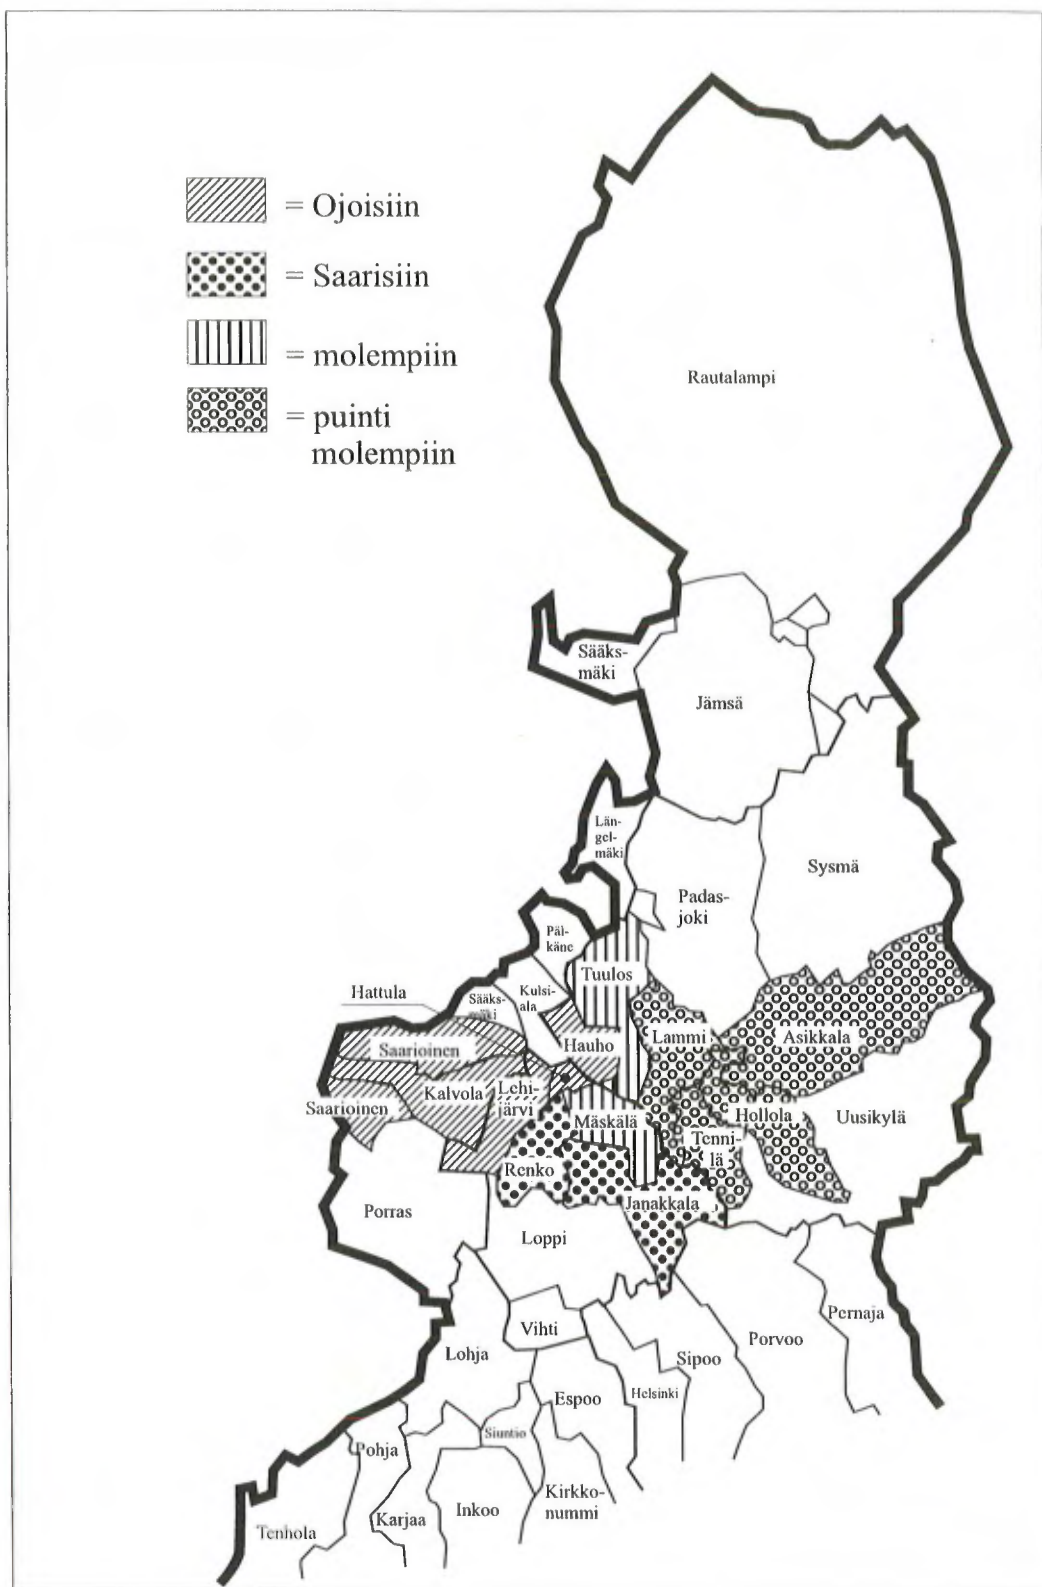 = Ojoisiin
= Saarisiin
= molempiin
= puinti
molempiin
Rautalampi
Sääks-
mäki
Jämsä
Län-
gel-
mäki
Sysmä
Padas-
joki
Päl-
käne
Tuulos
Hattula
Sääks-
mäki
Kulsi-
ala
Hauho
Lammi
Asikkala
Saarioinen
Kalvola
Lehi-
järvi
Saarioinen
Mäskälä
Hollola
Uusikylä
Tenni-
lä
Renko
Janakkala
Porras
Loppi
Vihti
Pernaja
Porvoo
Lohja
Sipoo
Helsinki
Espoo
Siuntio
Pohja
Kirkko-
nummi
Inkoo
Karjaa
Tenhola